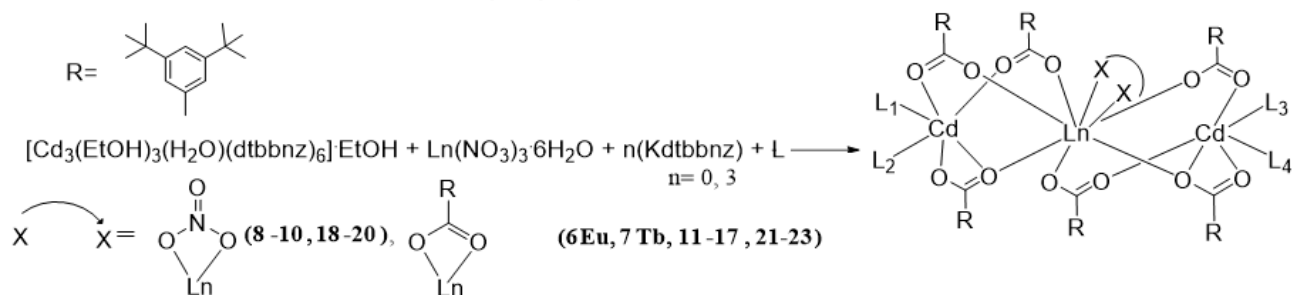 R=
[Cd3(EtOH)3(H2O)(dtbbnz)6]·EtOH + Ln(NO3)3·6H2O + n(Kdtbbnz) + L
n= 0, 3
X X= O N O O Ln (8 -10, 18 -20), R O O Ln (6Eu, 7 Tb, 11 -17 , 21-23)
R R R
O O O O X X O O
L1 L2 Cd Ln Cd L3 L4
O O O O O O
R R R